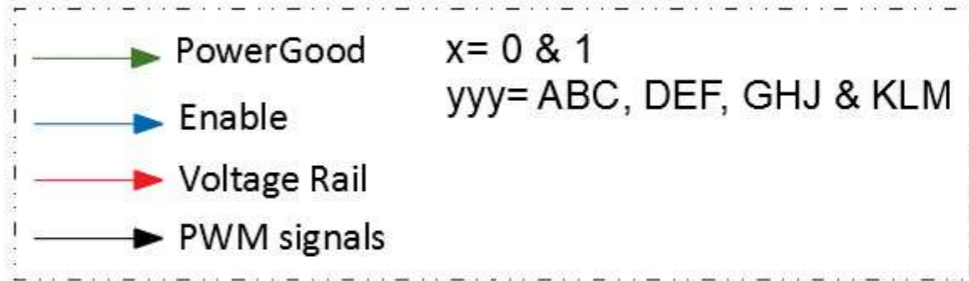 PowerGood
Enable
Voltage Rail
PWM signals
x= 0 & 1
yyy= ABC, DEF, GHJ & KLM